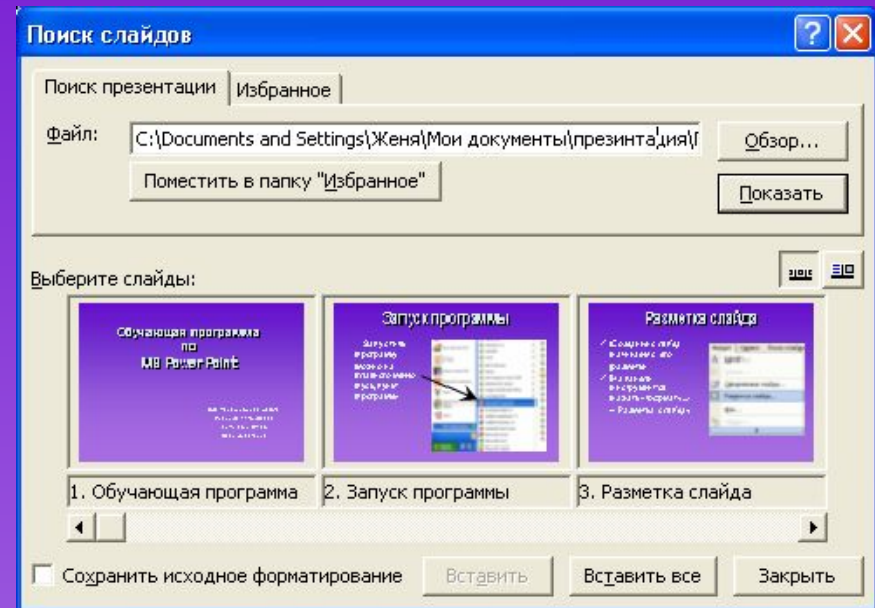 Поиск слайдов
Поиск презентации
Избранное
Файл:
C:\Documents and Settings\Женя\Мои документы\презинтация\
Обзор...
Поместить в папку "Избранное"
Показать
Выберите слайды:
Обучающая программа
по
MS Power Point
Запуск программы
Запустить
программу
Разметка слайда
1. Обучающая программа
2. Запуск программы
3. Разметка слайда
Сохранить исходное форматирование
Вставить
Вставить все
Закрыть